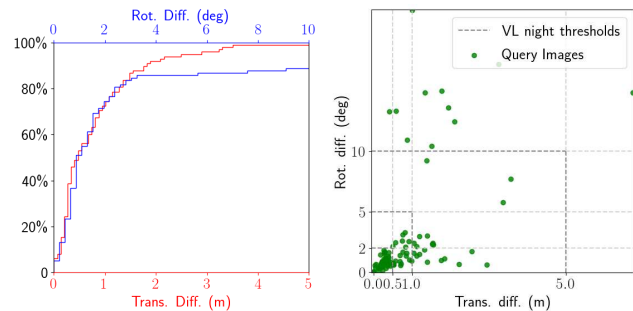 Rot. Diff. (deg)
0 2 4 6 8 10
100%
80%
60%
40%
20%
0
0 1 2 3 4 5
Trans. Diff. (m)
VL night thresholds
Query Images
Rot. diff. (deg)
10
5
2
0
0.00.51.0 5.0
Trans. diff. (m)